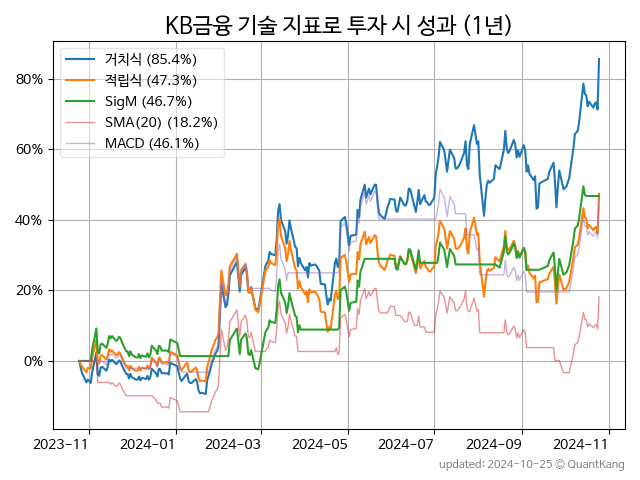 KB금융 기술 지표로 투자 시 성과 (1년)
거치식 (85.4%)
적립식 (47.3%)
SigM (46.7%)
SMA(20) (18.2%)
MACD (46.1%)
80%
60%
40%
20%
0%
2023-11 2024-01 2024-03 2024-05 2024-07 2024-09 2024-11
updated: 2024-10-25 © QuantKang